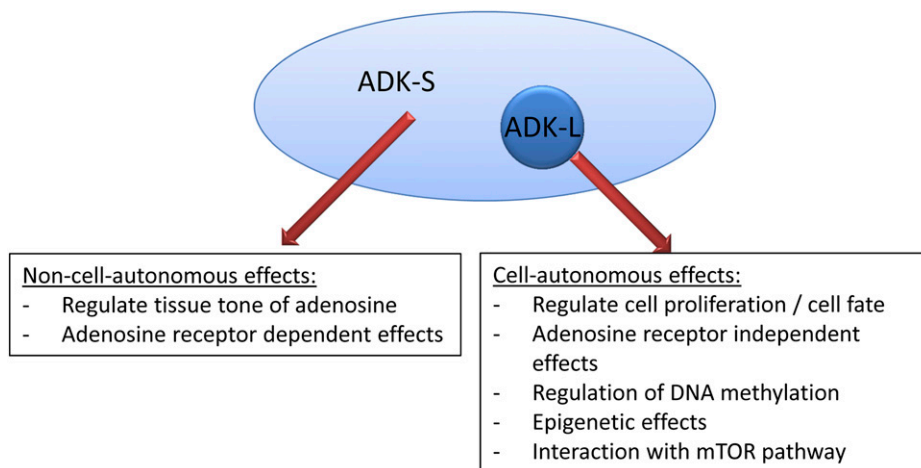 ADK-S
ADK-L
Non-cell-autonomous effects:
- Regulate tissue tone of adenosine
- Adenosine receptor dependent effects
Cell-autonomous effects:
- Regulate cell proliferation / cell fate
- Adenosine receptor independent
effects
- Regulation of DNA methylation
- Epigenetic effects
- Interaction with mTOR pathway